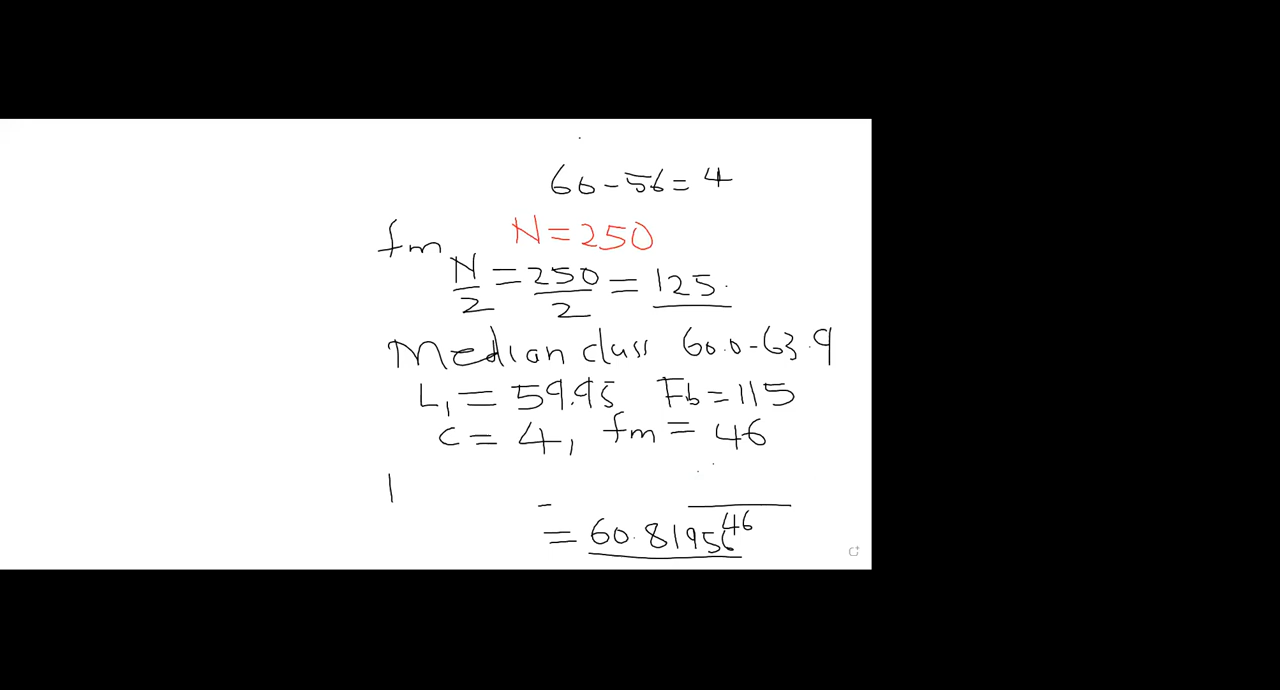 60-56=4
fm N=250
N/2 = 250/2 = 125.
Median class 60.0-63.9
L₁ = 59.95 Fb=115
c = 4, fm = 46
46
= 60.81956